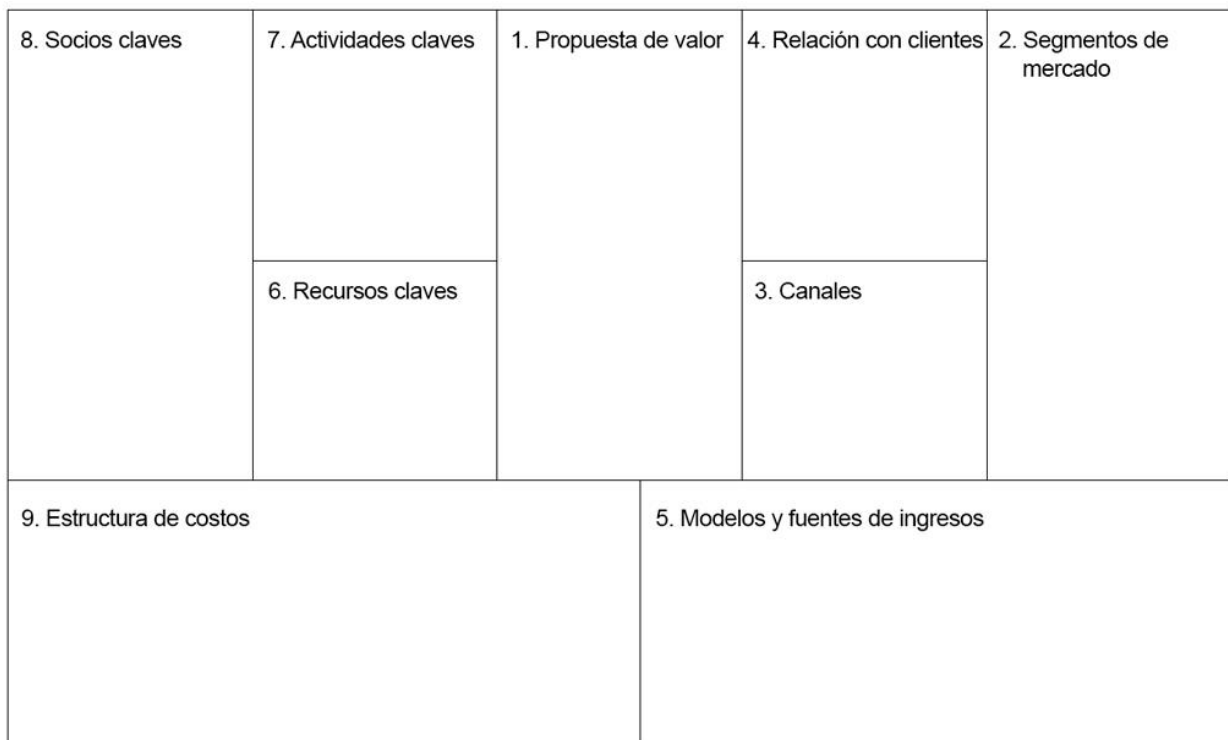 8. Socios claves
7. Actividades claves
1. Propuesta de valor
4. Relación con clientes
2. Segmentos de
mercado
6. Recursos claves
3. Canales
9. Estructura de costos
5. Modelos y fuentes de ingresos